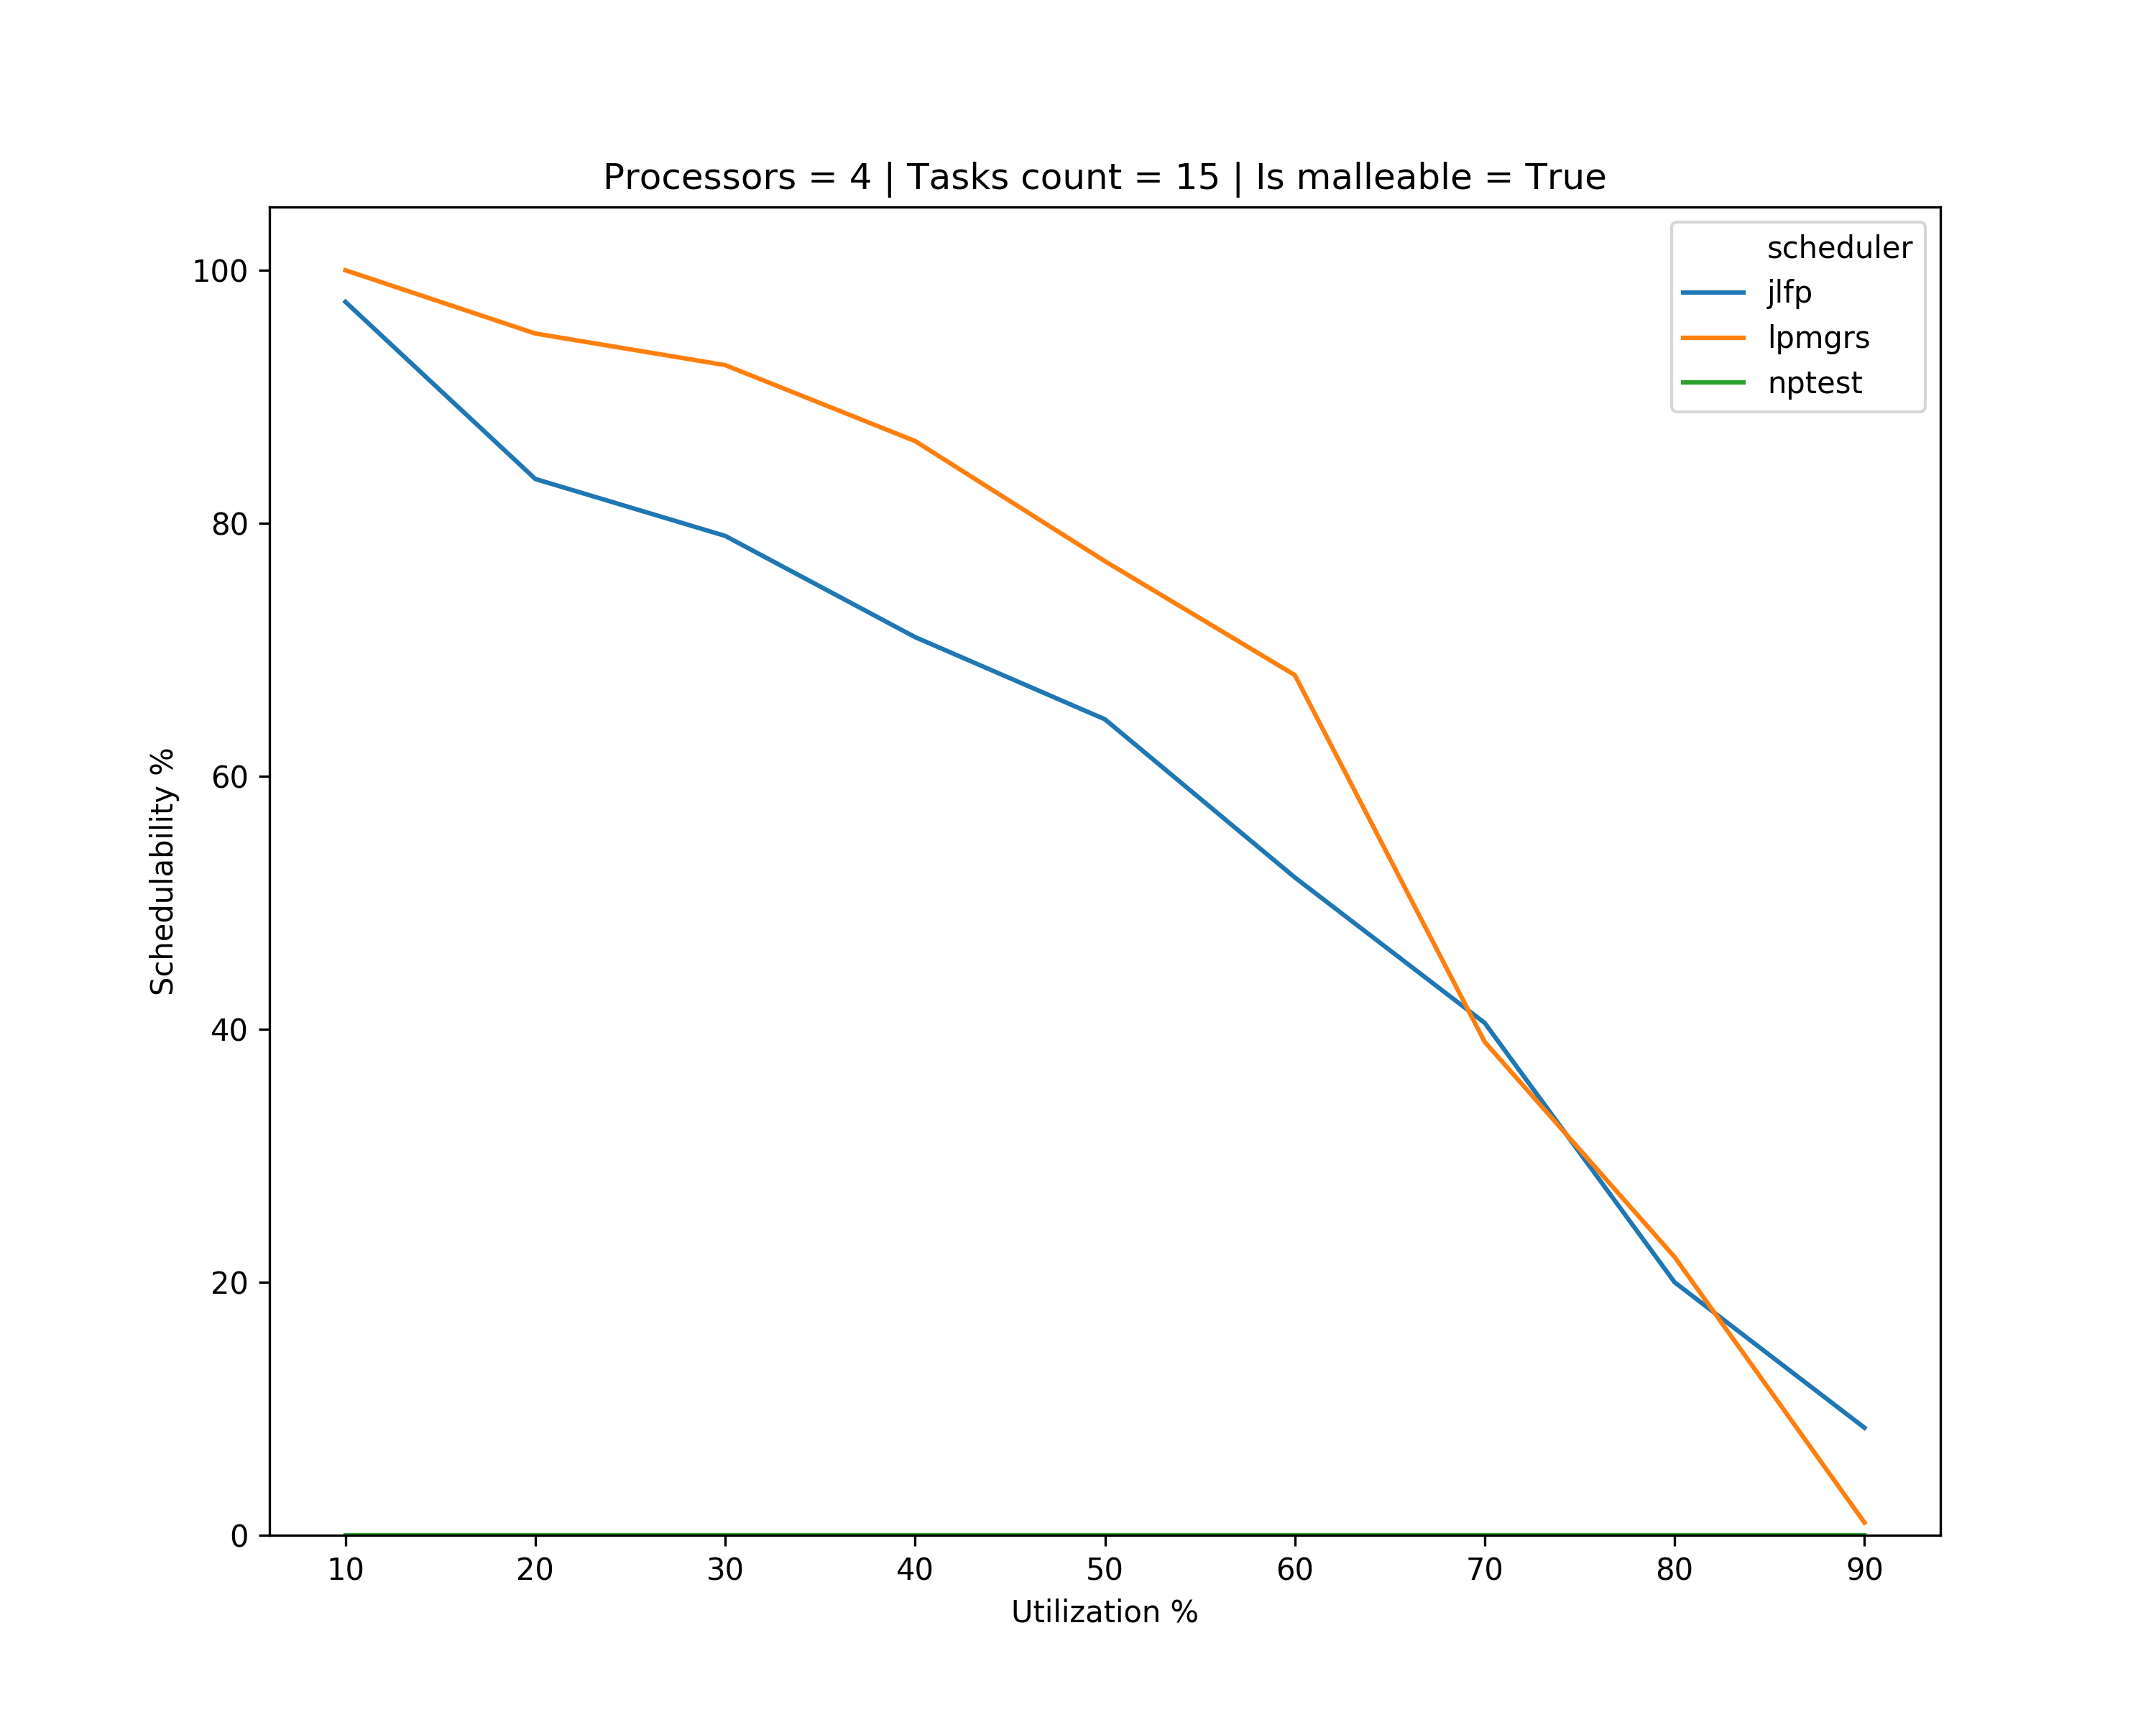 Processors = 4 | Tasks count = 15 | Is malleable = True
scheduler
jlfp
lpmgrs
nptest
Schedulability %
100
80
60
40
20
0
10 20 30 40 50 60 70 80 90
Utilization %